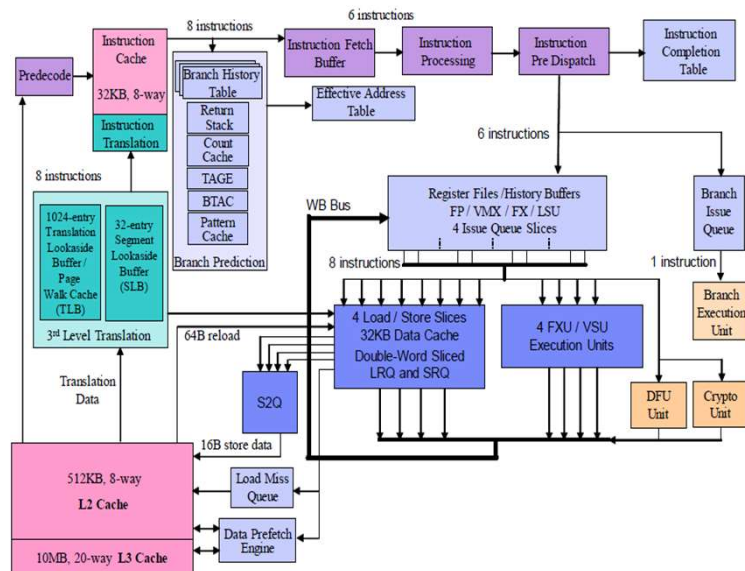 8 instructions
6 instructions
Instruction
Cache
32KB, 8-way
Instruction
Translation
Predecode
Instruction Fetch
Buffer
Instruction
Processing
Instruction
Pre Dispatch
Instruction
Completion
Table
Branch History
Table
Return
Stack
Count
Cache
TAGE
BTAC
Pattern
Cache
Branch Prediction
Effective Address
Table
6 instructions
8 instructions
1024-entry
Translation
Lookaside
Buffer /
Page
Walk Cache
(TLB)
32-entry
Segment
Lookaside
Buffer
(SLB)
3rd Level Translation
WB Bus
Register Files /History Buffers
FP / VMX / FX / LSU
4 Issue Queue Slices
Branch
Issue
Queue
8 instructions
1 instruction
64B reload
4 Load / Store Slices
32KB Data Cache
Double-Word Sliced
LRQ and SRQ
4 FXU / VSU
Execution Units
Branch
Execution
Unit
Translation
Data
S2Q
DFU
Unit
Crypto
Unit
16B store data
512KB, 8-way
L2 Cache
Load Miss
Queue
Data Prefetch
Engine
10MB, 20-way L3 Cache